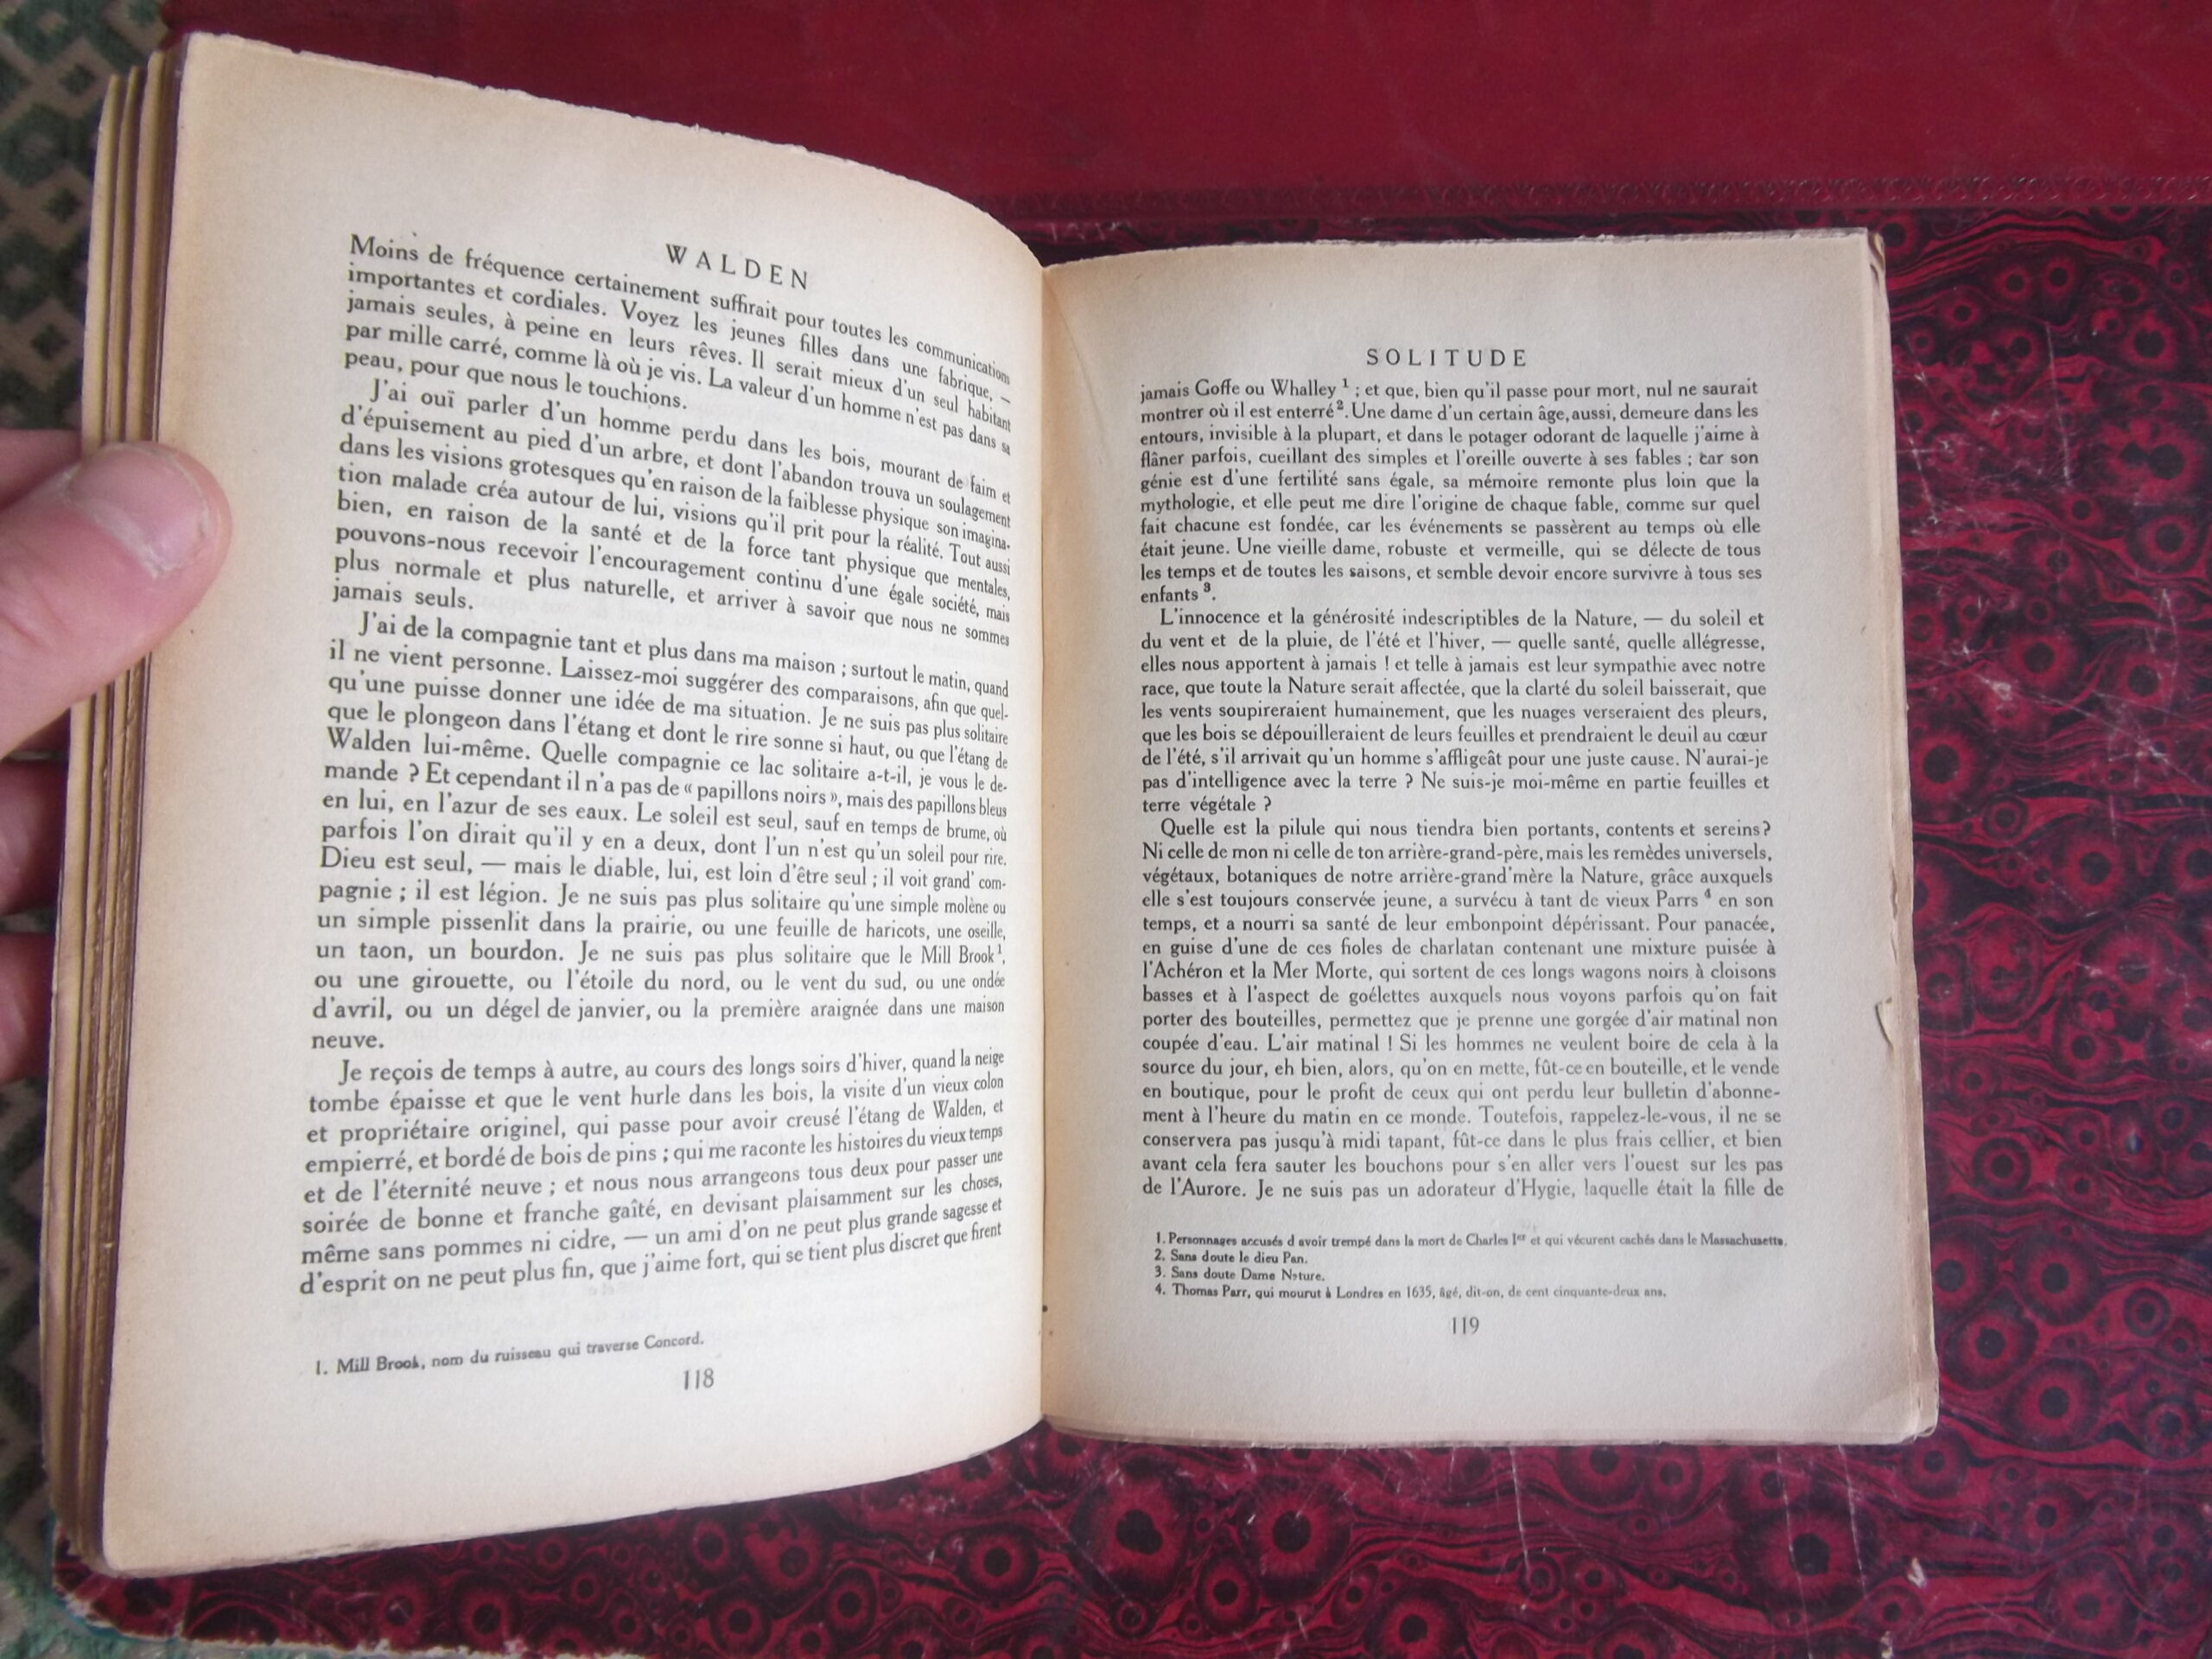 WALDEN
Moins de fréquence certainement suffirait pour toutes les communications
importantes et cordiales. Voyez les jeunes filles dans une fabrique, —
jamais seules, à peine en leurs rêves. Il serait mieux d'un seul habitant
par mille carré, comme là où je vis. La valeur d'un homme n'est pas dans sa
peau, pour que nous le touchions.
J'ai ouï parler d'un homme perdu dans les bois, mourant de faim et
d'épuisement au pied d'un arbre, et dont l'abandon trouva un soulagement
dans les visions grotesques qu'en raison de la faiblesse physique son imagina-
tion malade créa autour de lui, visions qu'il prit pour la réalité. Tout aussi
bien, en raison de la santé et de la force tant physique que mentales,
pouvons-nous recevoir l'encouragement continu d'une égale société, mais
plus normale et plus naturelle, et arriver à savoir que nous ne sommes
jamais seuls.
J'ai de la compagnie tant et plus dans ma maison ; surtout le matin, quand
il ne vient personne. Laissez-moi suggérer des comparaisons, afin que quel-
qu'une puisse donner une idée de ma situation. Je ne suis pas plus solitaire
que le plongeon dans l'étang et dont le rire sonne si haut, ou que l'étang de
Walden lui-même. Quelle compagnie ce lac solitaire a-t-il, je vous le de-
mande ? Et cependant il n'a pas de « papillons noirs », mais des papillons bleus
en lui, en l'azur de ses eaux. Le soleil est seul, sauf en temps de brume, où
parfois l'on dirait qu'il y en a deux, dont l'un n'est qu'un soleil pour rire.
Dieu est seul, — mais le diable, lui, est loin d'être seul ; il voit grand' com-
pagnie ; il est légion. Je ne suis pas plus solitaire qu'une simple molène ou
un simple pissenlit dans la prairie, ou une feuille de haricots, une oseille,
un taon, un bourdon. Je ne suis pas plus solitaire que le Mill Brook¹,
ou une girouette, ou l'étoile du nord, ou le vent du sud, ou une ondée
d'avril, ou un dégel de janvier, ou la première araignée dans une maison
neuve.
Je reçois de temps à autre, au cours des longs soirs d'hiver, quand la neige
tombe épaisse et que le vent hurle dans les bois, la visite d'un vieux colon
et propriétaire originel, qui passe pour avoir creusé l'étang de Walden, et
empierré, et bordé de bois de pins ; qui me raconte les histoires du vieux temps
et de l'éternité neuve ; et nous nous arrangeons tous deux pour passer une
soirée de bonne et franche gaîté, en devisant plaisamment sur les choses,
même sans pommes ni cidre, — un ami d'on ne peut plus grande sagesse et
d'esprit on ne peut plus fin, que j'aime fort, qui se tient plus discret que firent
1. Mill Brook, nom du ruisseau qui traverse Concord.
118
SOLITUDE
jamais Goffe ou Whalley ¹ ; et que, bien qu'il passe pour mort, nul ne saurait
montrer où il est enterré². Une dame d'un certain âge, aussi, demeure dans les
entours, invisible à la plupart, et dans le potager odorant de laquelle j'aime à
flâner parfois, cueillant des simples et l'oreille ouverte à ses fables ; car son
génie est d'une fertilité sans égale, sa mémoire remonte plus loin que la
mythologie, et elle peut me dire l'origine de chaque fable, comme sur quel
fait chacune est fondée, car les événements se passèrent au temps où elle
était jeune. Une vieille dame, robuste et vermeille, qui se délecte de tous
les temps et de toutes les saisons, et semble devoir encore survivre à tous ses
enfants ³.
L'innocence et la générosité indescriptibles de la Nature, — du soleil et
du vent et de la pluie, de l'été et l'hiver, — quelle santé, quelle allégresse,
elles nous apportent à jamais ! et telle à jamais est leur sympathie avec notre
race, que toute la Nature serait affectée, que la clarté du soleil baisserait, que
les vents soupireraient humainement, que les nuages verseraient des pleurs,
que les bois se dépouilleraient de leurs feuilles et prendraient le deuil au cœur
de l'été, s'il arrivait qu'un homme s'affligeât pour une juste cause. N'aurai-je
pas d'intelligence avec la terre ? Ne suis-je moi-même en partie feuilles et
terre végétale ?
Quelle est la pilule qui nous tiendra bien portants, contents et sereins?
Ni celle de mon ni celle de ton arrière-grand-père, mais les remèdes universels,
végétaux, botaniques de notre arrière-grand'mère la Nature, grâce auxquels
elle s'est toujours conservée jeune, a survécu à tant de vieux Parrs ⁴ en son
temps, et a nourri sa santé de leur embonpoint dépérissant. Pour panacée,
en guise d'une de ces fioles de charlatan contenant une mixture puisée à
l'Achéron et la Mer Morte, qui sortent de ces longs wagons noirs à cloisons
basses et à l'aspect de goélettes auxquels nous voyons parfois qu'on fait
porter des bouteilles, permettez que je prenne une gorgée d'air matinal non
coupée d'eau. L'air matinal ! Si les hommes ne veulent boire de cela à la
source du jour, eh bien, alors, qu'on en mette, fût-ce en bouteille, et le vende
en boutique, pour le profit de ceux qui ont perdu leur bulletin d'abonne-
ment à l'heure du matin en ce monde. Toutefois, rappelez-le-vous, il ne se
conservera pas jusqu'à midi tapant, fût-ce dans le plus frais cellier, et bien
avant cela fera sauter les bouchons pour s'en aller vers l'ouest sur les pas
de l'Aurore. Je ne suis pas un adorateur d'Hygie, laquelle était la fille de
1. Personnages accusés d avoir trempé dans la mort de Charles Iᵉʳ et qui vécurent cachés dans le Massachusetts.
2. Sans doute le dieu Pan.
3. Sans doute Dame Nature.
4. Thomas Parr, qui mourut à Londres en 1635, âgé, dit-on, de cent cinquante-deux ans.
119